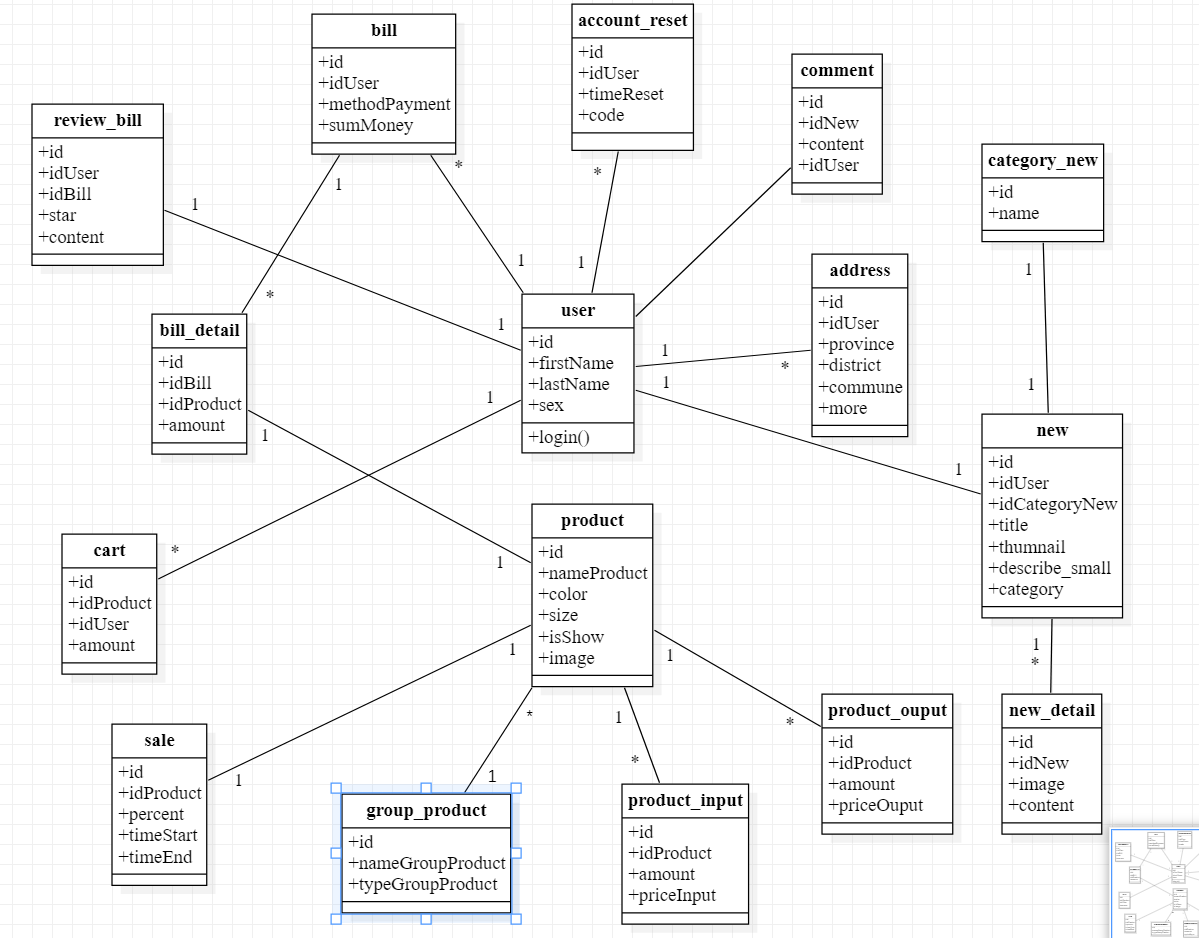 account_reset
+id
+idUser
+timeReset
+code
bill
+id
+idUser
+methodPayment
+sumMoney
comment
+id
+idNew
+content
+idUser
review_bill
+id
+idUser
+idBill
+star
+content
category_new
+id
+name
*
*
1
1
1
1
1
1
*
address
+id
+idUser
+province
+district
+commune
+more
user
+id
+firstName
+lastName
+sex
+login()
bill_detail
+id
+idBill
+idProduct
+amount
1
1
*
1
1
1
1
1
new
+id
+idUser
+idCategoryNew
+title
+thumnail
+describe_small
+category
1
product
+id
+nameProduct
+color
+size
+isShow
+image
1
*
cart
+id
+idProduct
+idUser
+amount
1
1
1
*
product_ouput
+id
+idProduct
+amount
+priceOuput
new_detail
+id
+idNew
+image
+content
*
1
*
sale
+id
+idProduct
+percent
+timeStart
+timeEnd
1
1
*
group_product
+id
+nameGroupProduct
+typeGroupProduct
product_input
+id
+idProduct
+amount
+priceInput